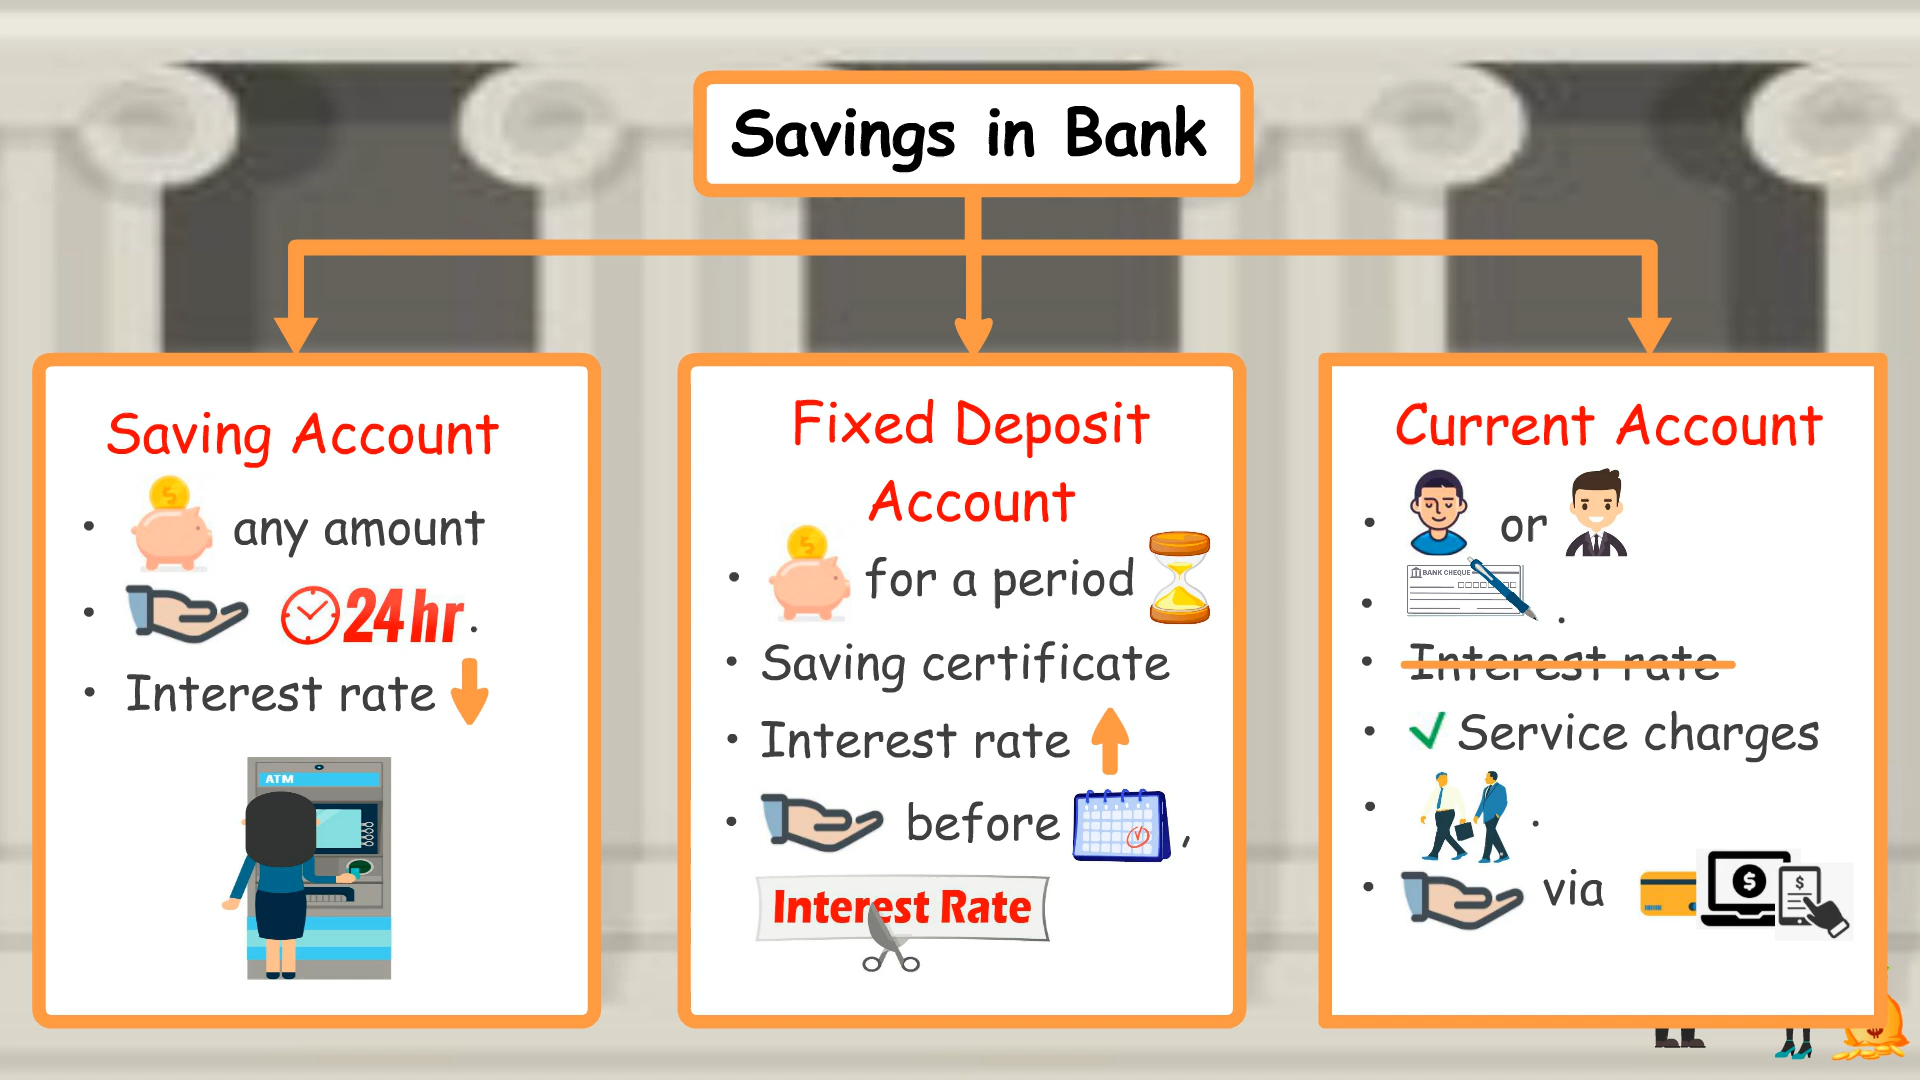 Savings in Bank
Saving Account
• any amount
• 24hr.
• Interest rate
ATM
Fixed Deposit
Account
• for a period
• Saving certificate
• Interest rate
• before ,
Interest Rate
Current Account
• or
BANK CHEQUE
• .
• Interest rate
• Service charges
• .
• via